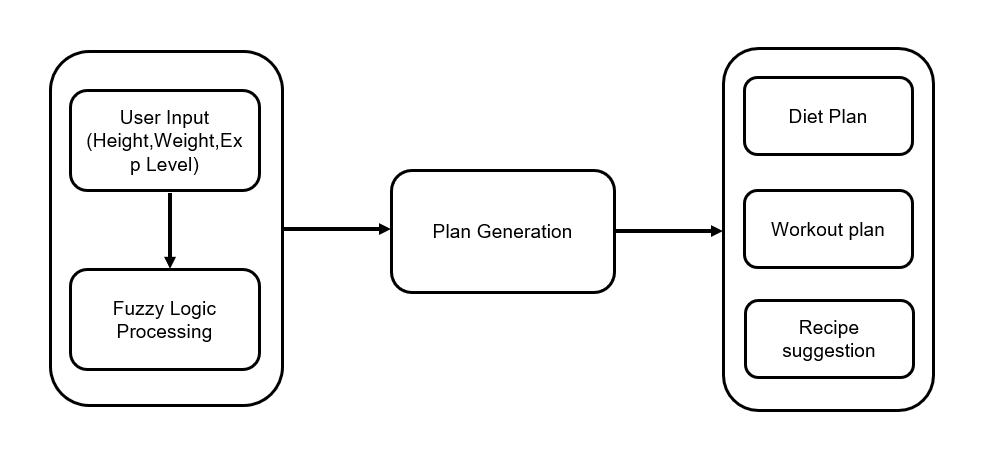 User Input
(Height,Weight,Ex
p Level)
Fuzzy Logic
Processing
Plan Generation
Diet Plan
Workout plan
Recipe
suggestion